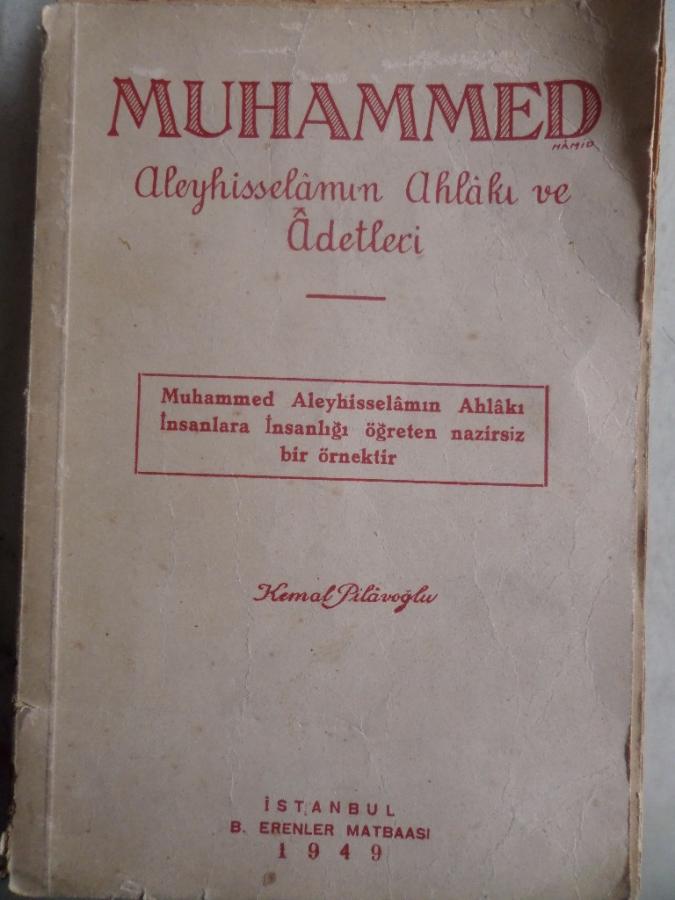 MUHAMMED
HÂMİD
Aleyhisselâmın Ahlâkı ve
Âdetleri
Muhammed Aleyhisselâmın Ahlâkı
İnsanlara İnsanlığı öğreten nazirsiz
bir örnektir
Kemal Pilâvoğlu
İSTANBUL
B. ERENLER MATBAASI
1949